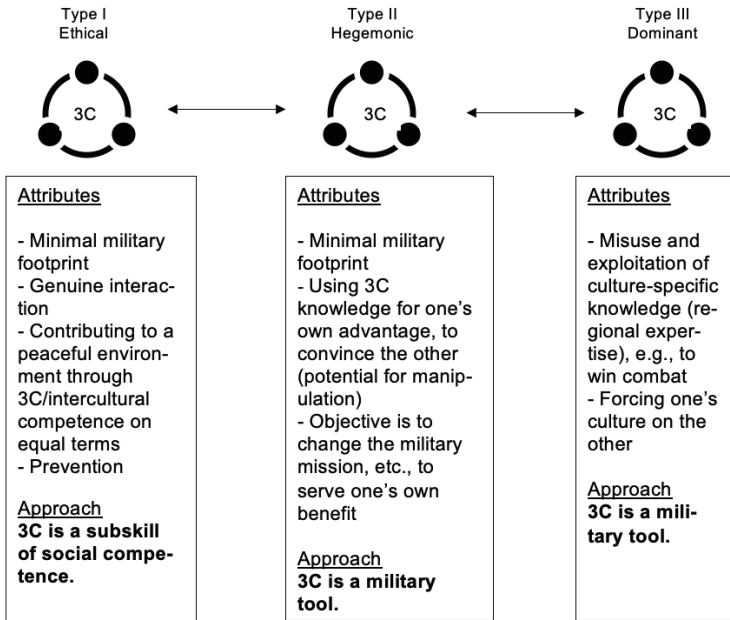 Type I
Ethical
3C
Attributes
- Minimal military
footprint
- Genuine interac-
tion
- Contributing to a
peaceful environ-
ment through
3C/intercultural
competence on
equal terms
- Prevention
Approach
3C is a subskill
of social compe-
tence.
Type II
Hegemonic
3C
Attributes
- Minimal military
footprint
- Using 3C
knowledge for one's
own advantage, to
convince the other
(potential for manip-
ulation)
- Objective is to
change the military
mission, etc., to
serve one's own
benefit
Approach
3C is a military
tool.
Type III
Dominant
3C
Attributes
- Misuse and
exploitation of
culture-specific
knowledge (re-
gional exper-
tise), e.g., to
win combat
- Forcing one's
culture on the
other
Approach
3C is a mili-
tary tool.